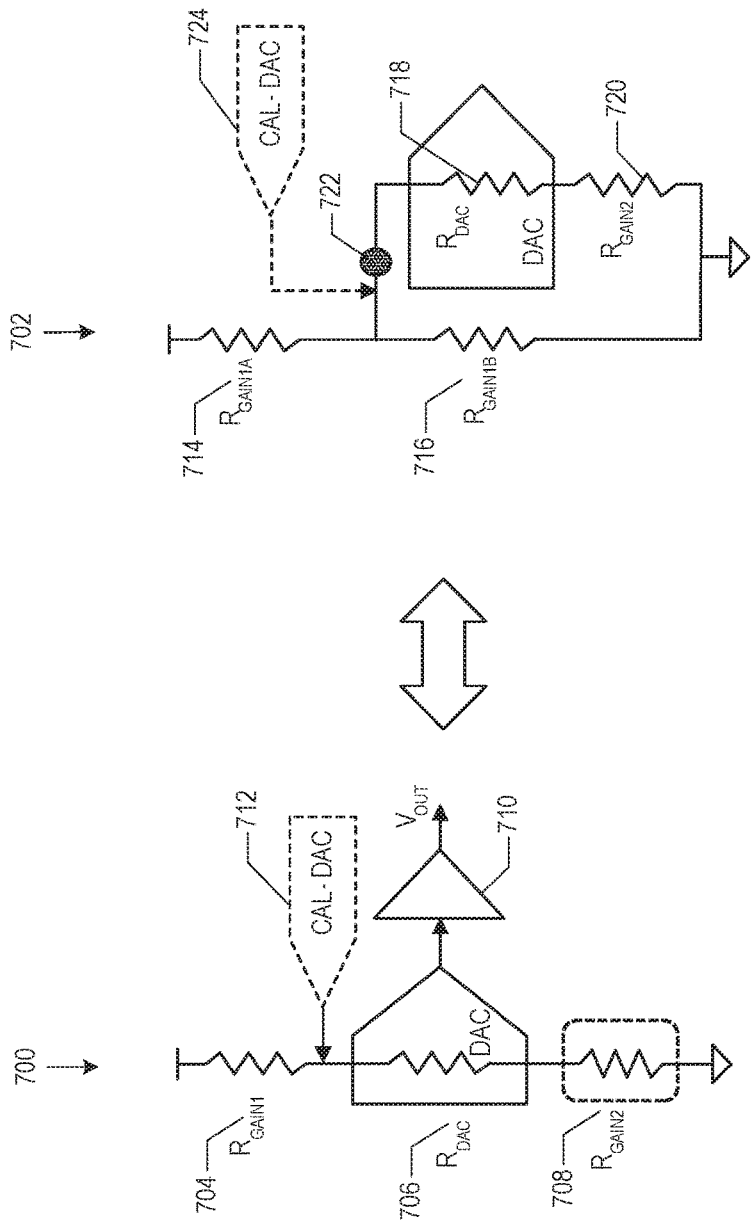 700
704
R_GAIN1
712
CAL- DAC
706
R_DAC
DAC
V_OUT
710
708
R_GAIN2
702
714
R_GAIN1A
724
CAL- DAC
722
716
R_GAIN1B
718
R_DAC
DAC
720
R_GAIN2